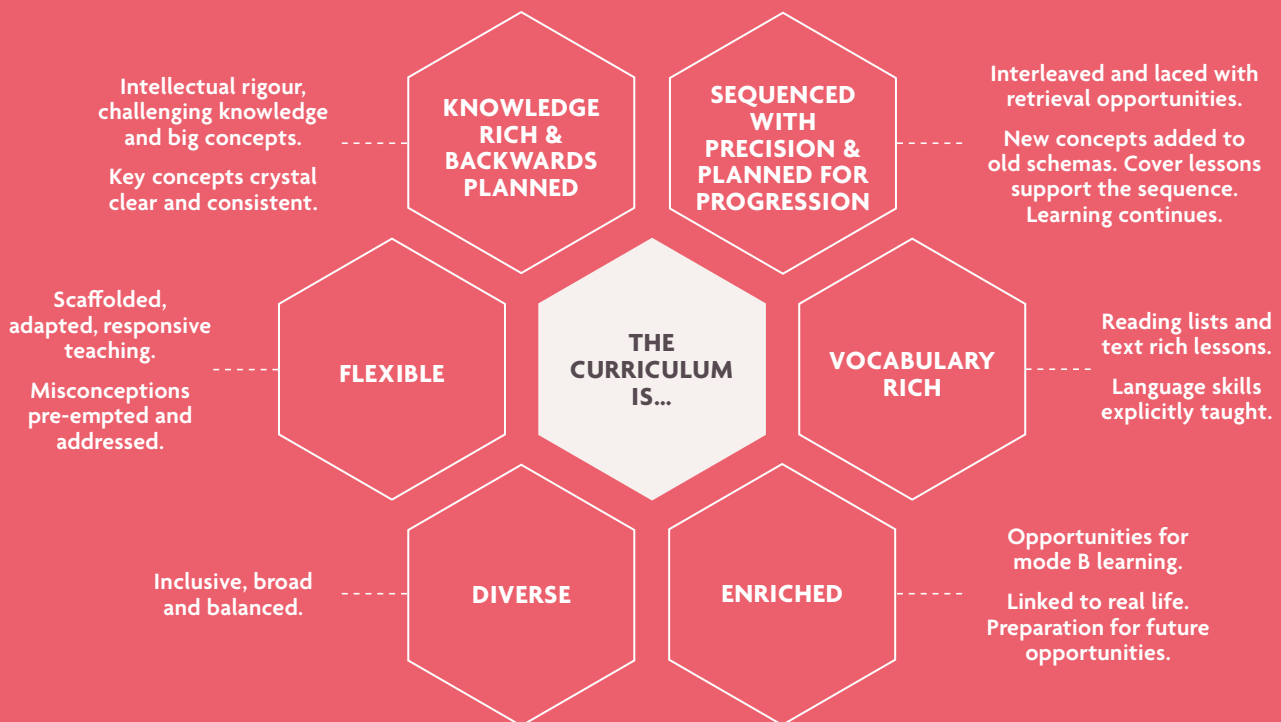 Intellectual rigour,
challenging knowledge
and big concepts.
Key concepts crystal
clear and consistent.
KNOWLEDGE
RICH &
BACKWARDS
PLANNED
SEQUENCED
WITH
PRECISION &
PLANNED FOR
PROGRESSION
Interleaved and laced with
retrieval opportunities.
New concepts added to
old schemas. Cover lessons
support the sequence.
Learning continues.
Scaffolded,
adapted, responsive
teaching.
Misconceptions
pre-empted and
addressed.
FLEXIBLE
THE
CURRICULUM
IS...
VOCABULARY
RICH
Reading lists and
text rich lessons.
Language skills
explicitly taught.
Inclusive, broad
and balanced.
DIVERSE
ENRICHED
Opportunities for
mode B learning.
Linked to real life.
Preparation for future
opportunities.